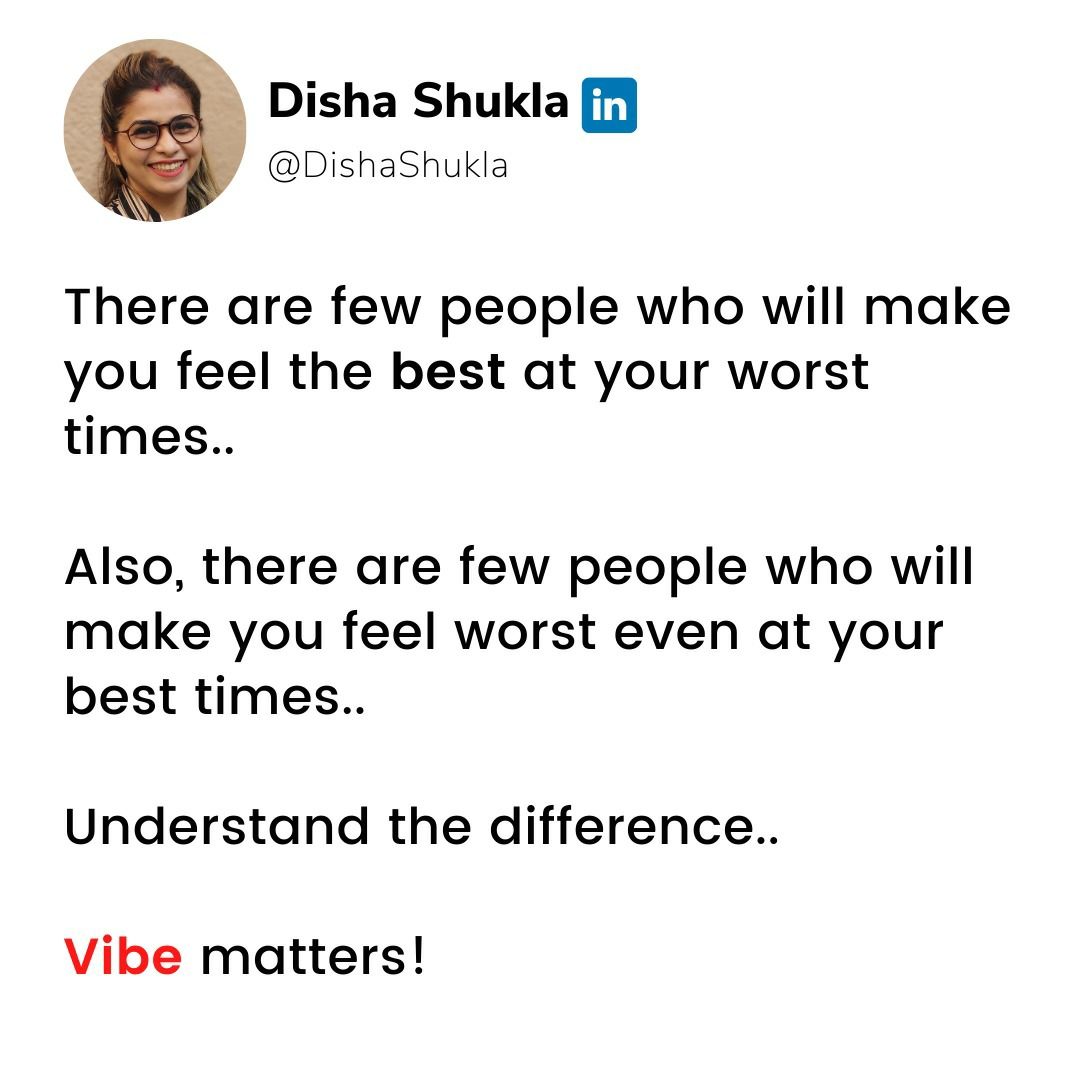 Disha Shukla in
@DishaShukla
There are few people who will make
you feel the best at your worst
times..
Also, there are few people who will
make you feel worst even at your
best times..
Understand the difference..
Vibe matters!